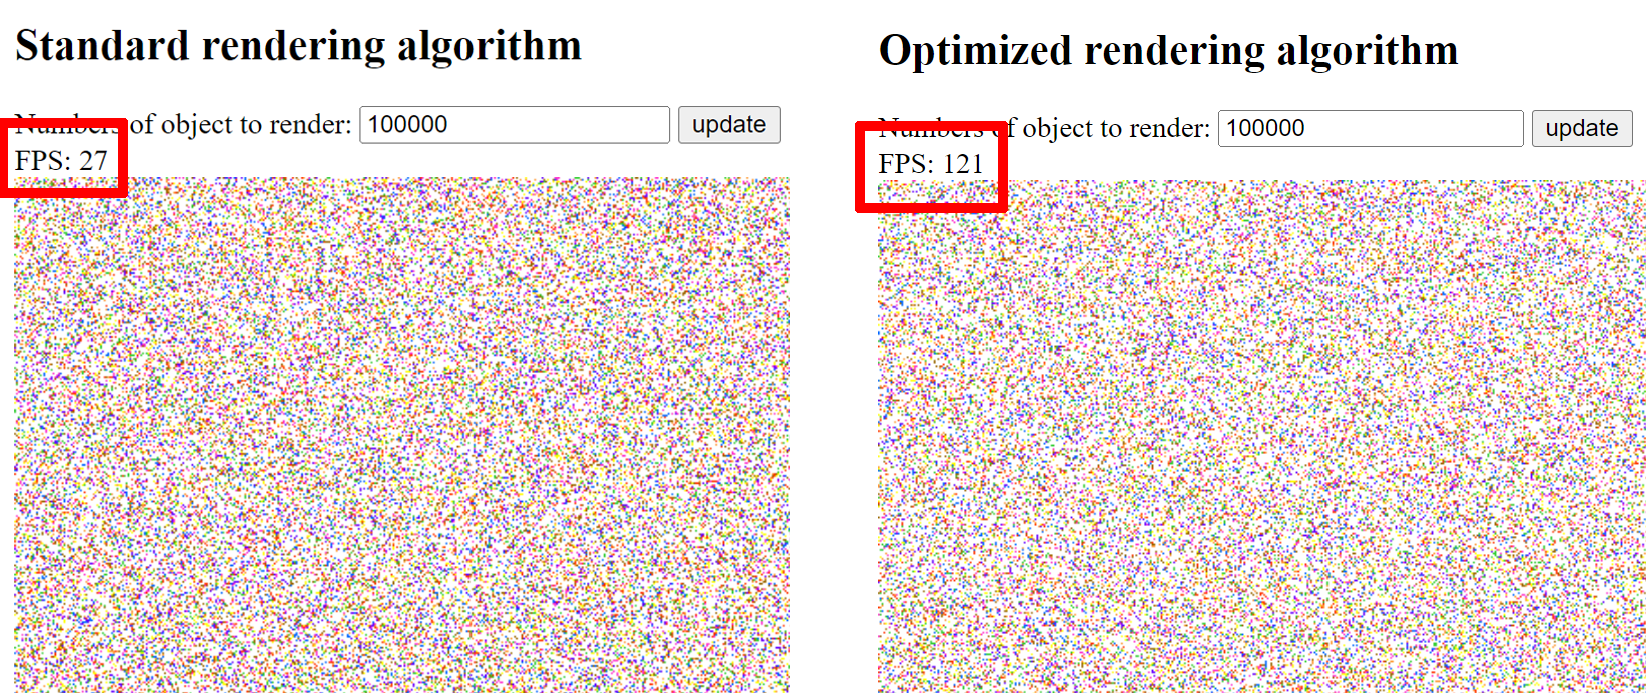 Standard rendering algorithm
Numbers of object to render: 100000 update
FPS: 27
Optimized rendering algorithm
Numbers of object to render: 100000 update
FPS: 121